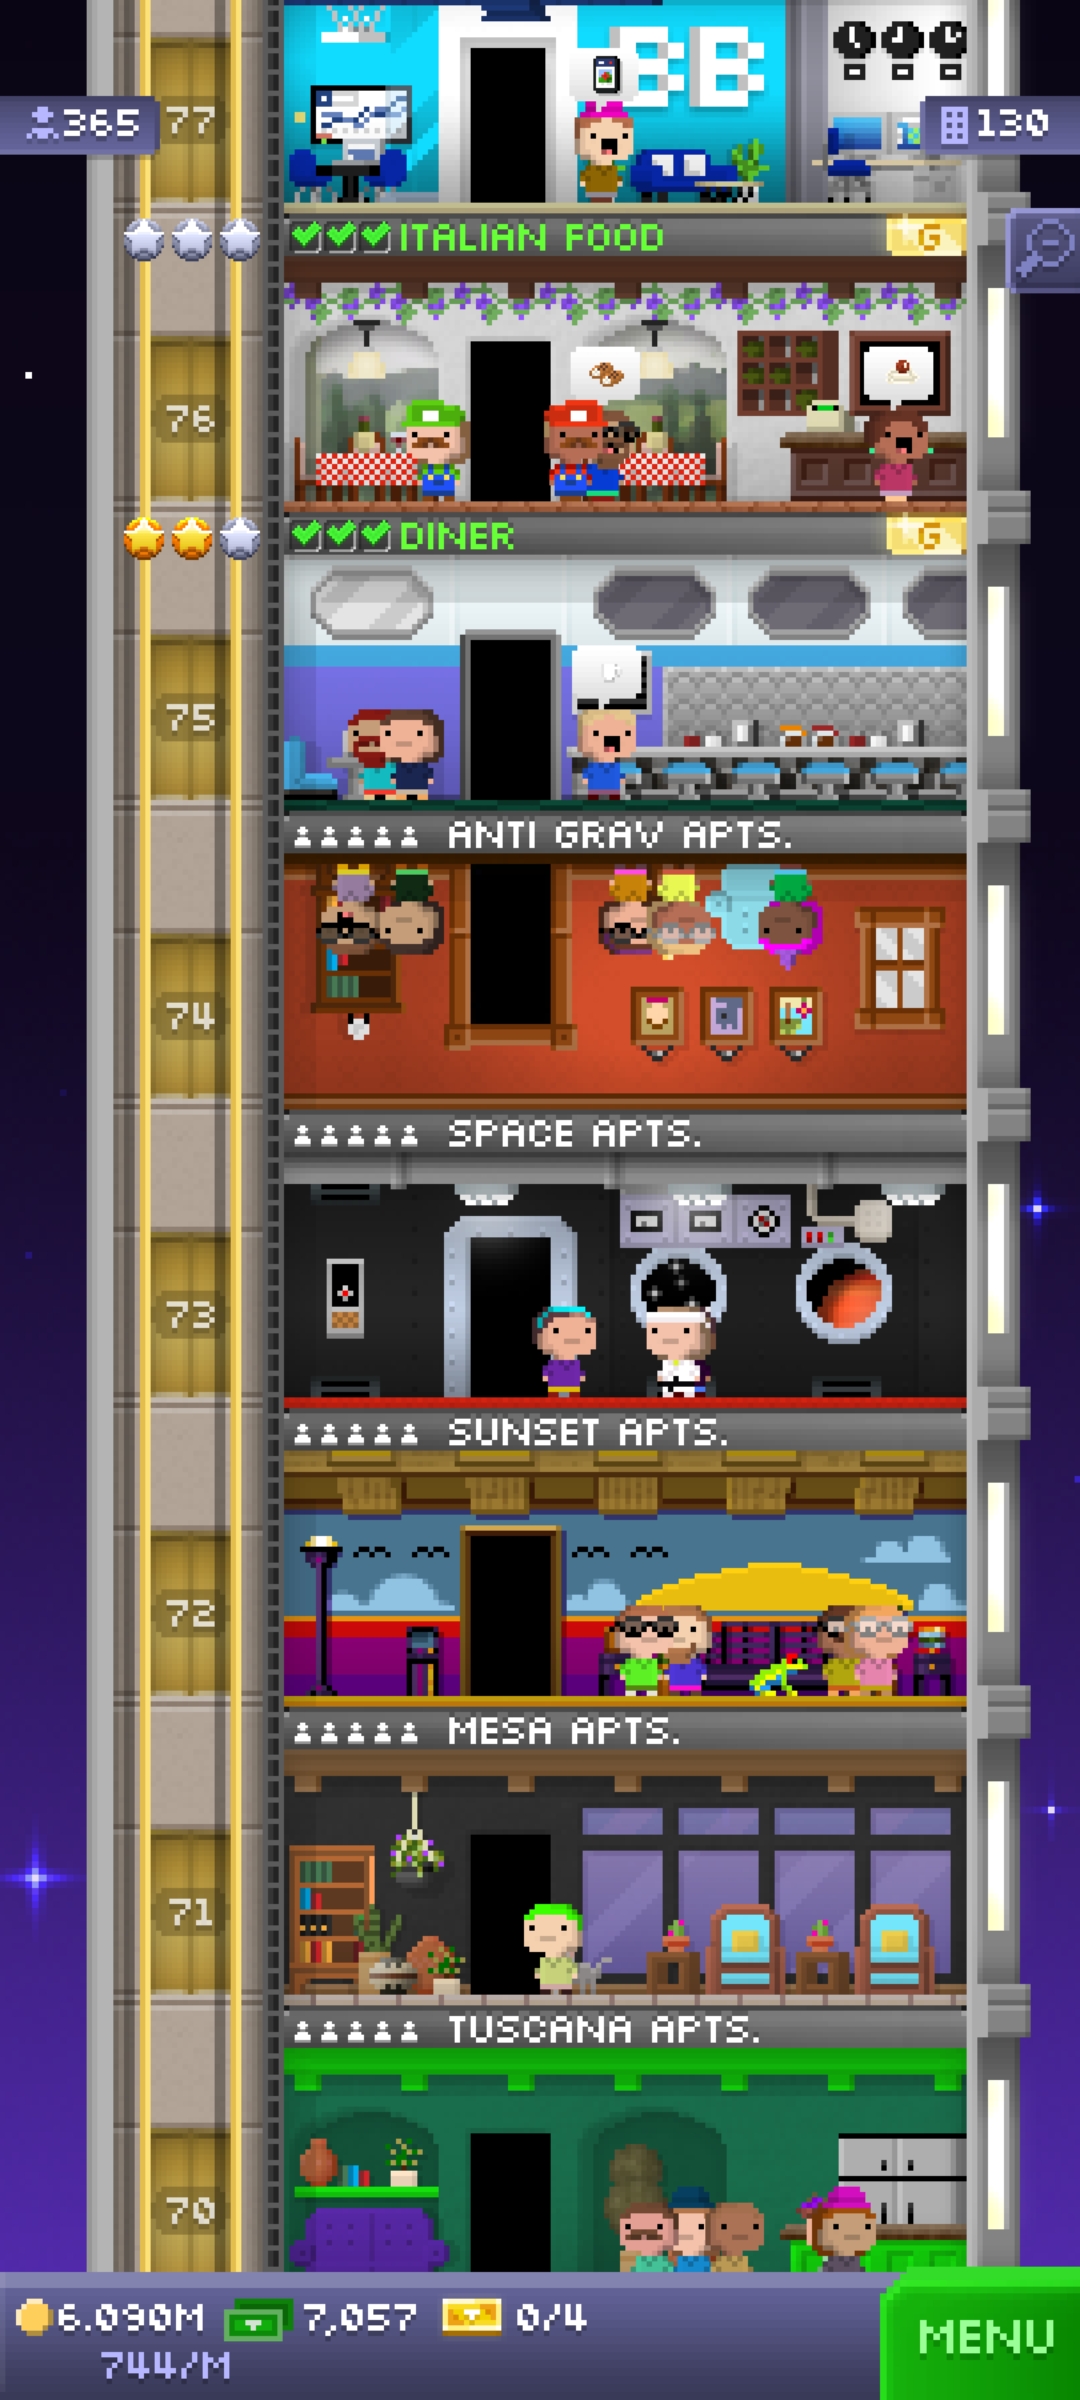 BB
365
77
130
ITALIAN FOOD
G
76
DINER
G
75
ANTI GRAV APTS.
74
SPACE APTS.
73
SUNSET APTS.
72
MESA APTS.
71
TUSCANA APTS.
70
6.090M
7,057
0/4
744/M
MENU